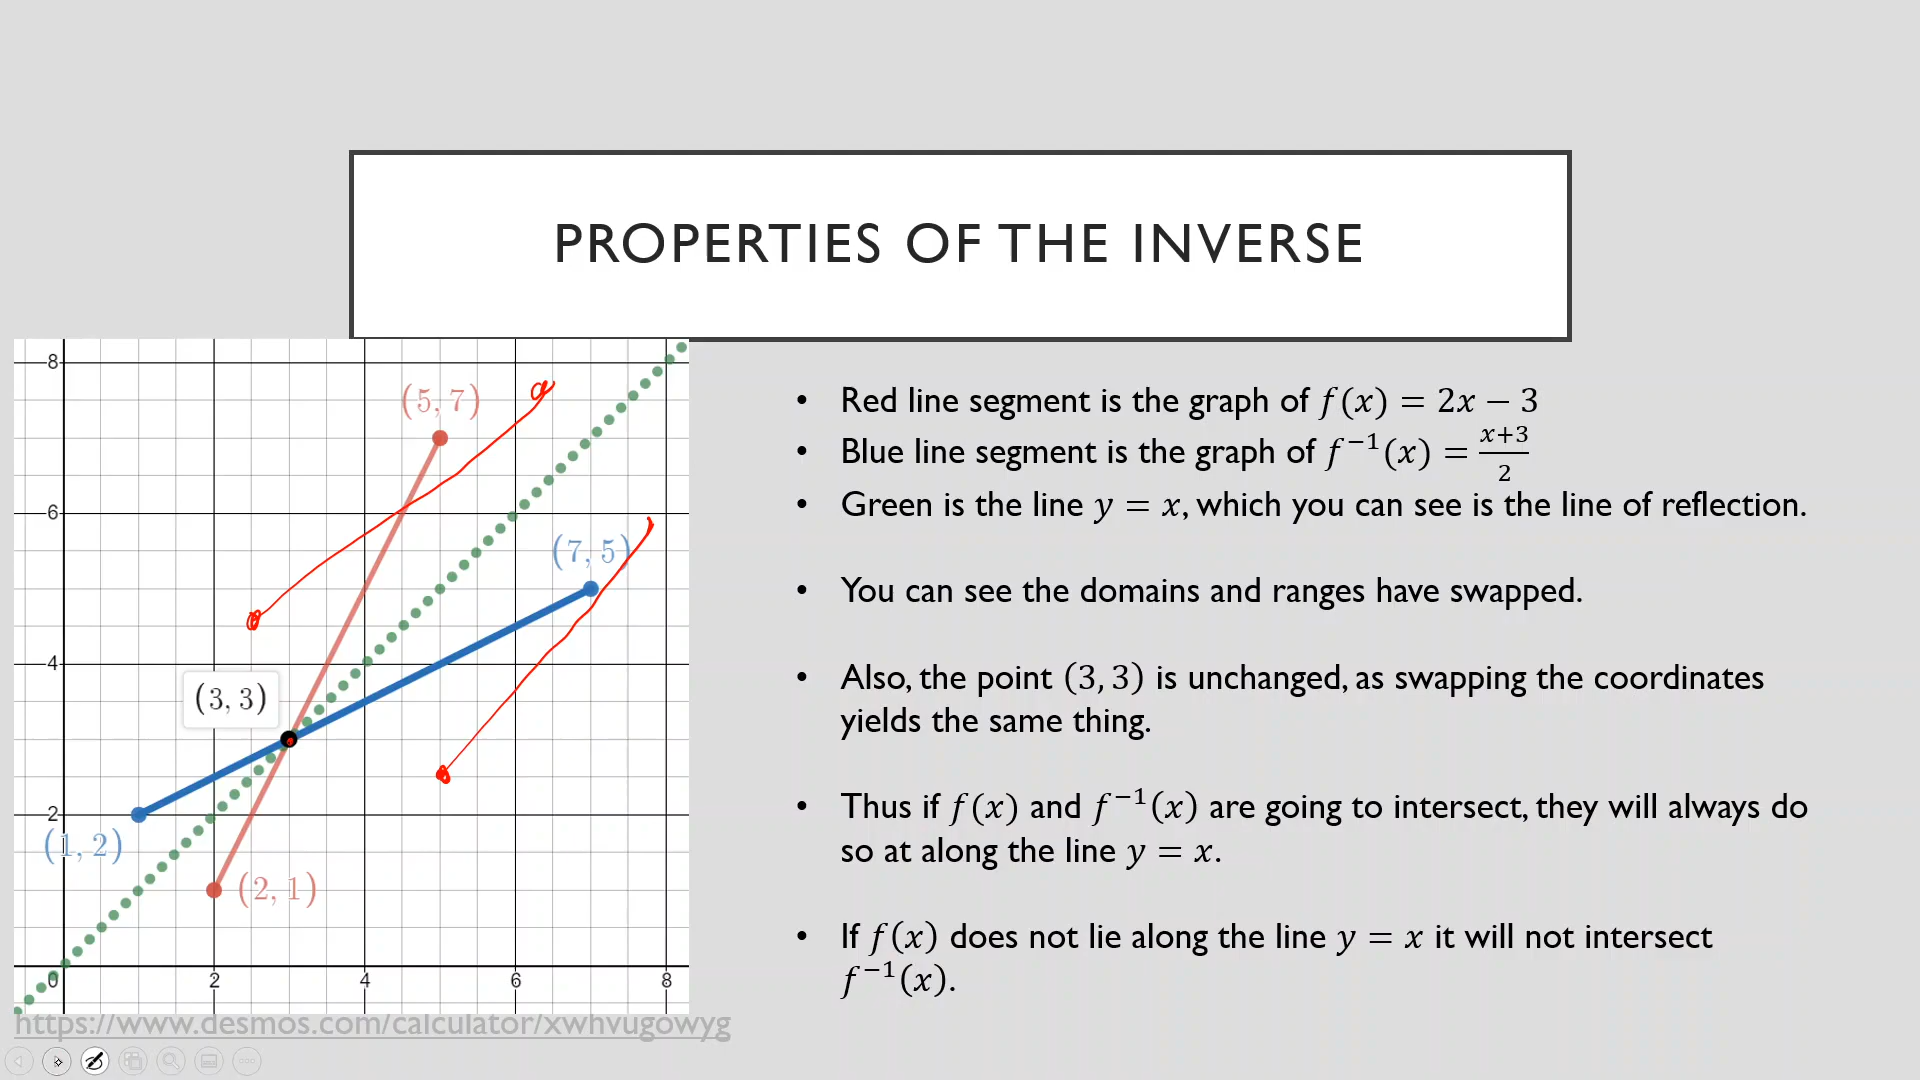 PROPERTIES OF THE INVERSE
8
(5, 7)
6
(7, 5)
4
(3, 3)
2
(1, 2)
(2, 1)
0
2
4
6
8
https://www.desmos.com/calculator/xwhvugowyg
• Red line segment is the graph of f(x) = 2x − 3
• Blue line segment is the graph of f⁻¹(x) = (x+3)/2
• Green is the line y = x, which you can see is the line of reflection.
• You can see the domains and ranges have swapped.
• Also, the point (3, 3) is unchanged, as swapping the coordinates
yields the same thing.
• Thus if f(x) and f⁻¹(x) are going to intersect, they will always do
so at along the line y = x.
• If f(x) does not lie along the line y = x it will not intersect
f⁻¹(x).